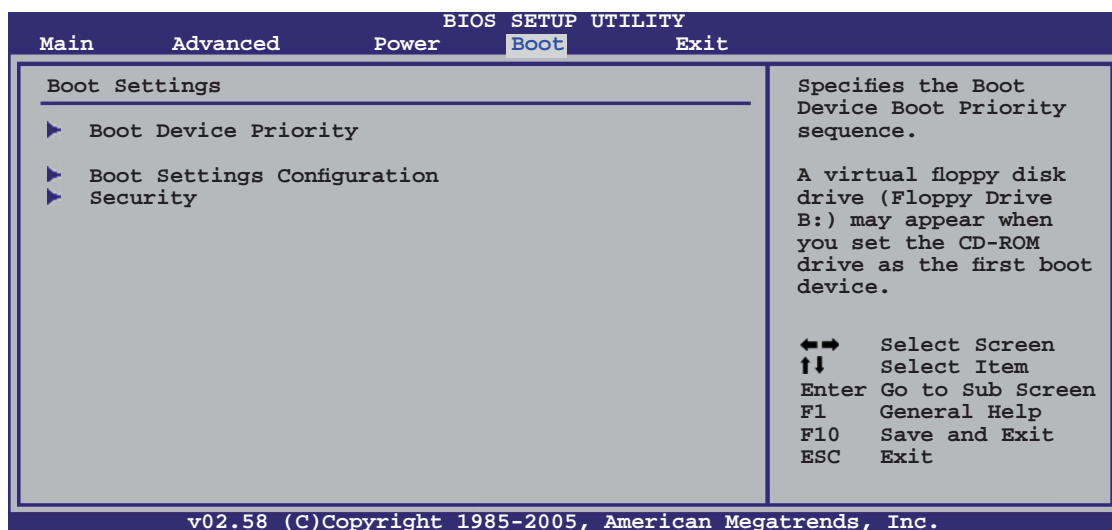 BIOS SETUP UTILITY
Main Advanced Power Boot Exit
Boot Settings
Boot Device Priority
Boot Settings Configuration
Security
Specifies the Boot
Device Boot Priority
sequence.
A virtual floppy disk
drive (Floppy Drive
B:) may appear when
you set the CD-ROM
drive as the first boot
device.
←→ Select Screen
↑↓ Select Item
Enter Go to Sub Screen
F1 General Help
F10 Save and Exit
ESC Exit
v02.58 (C)Copyright 1985-2005, American Megatrends, Inc.